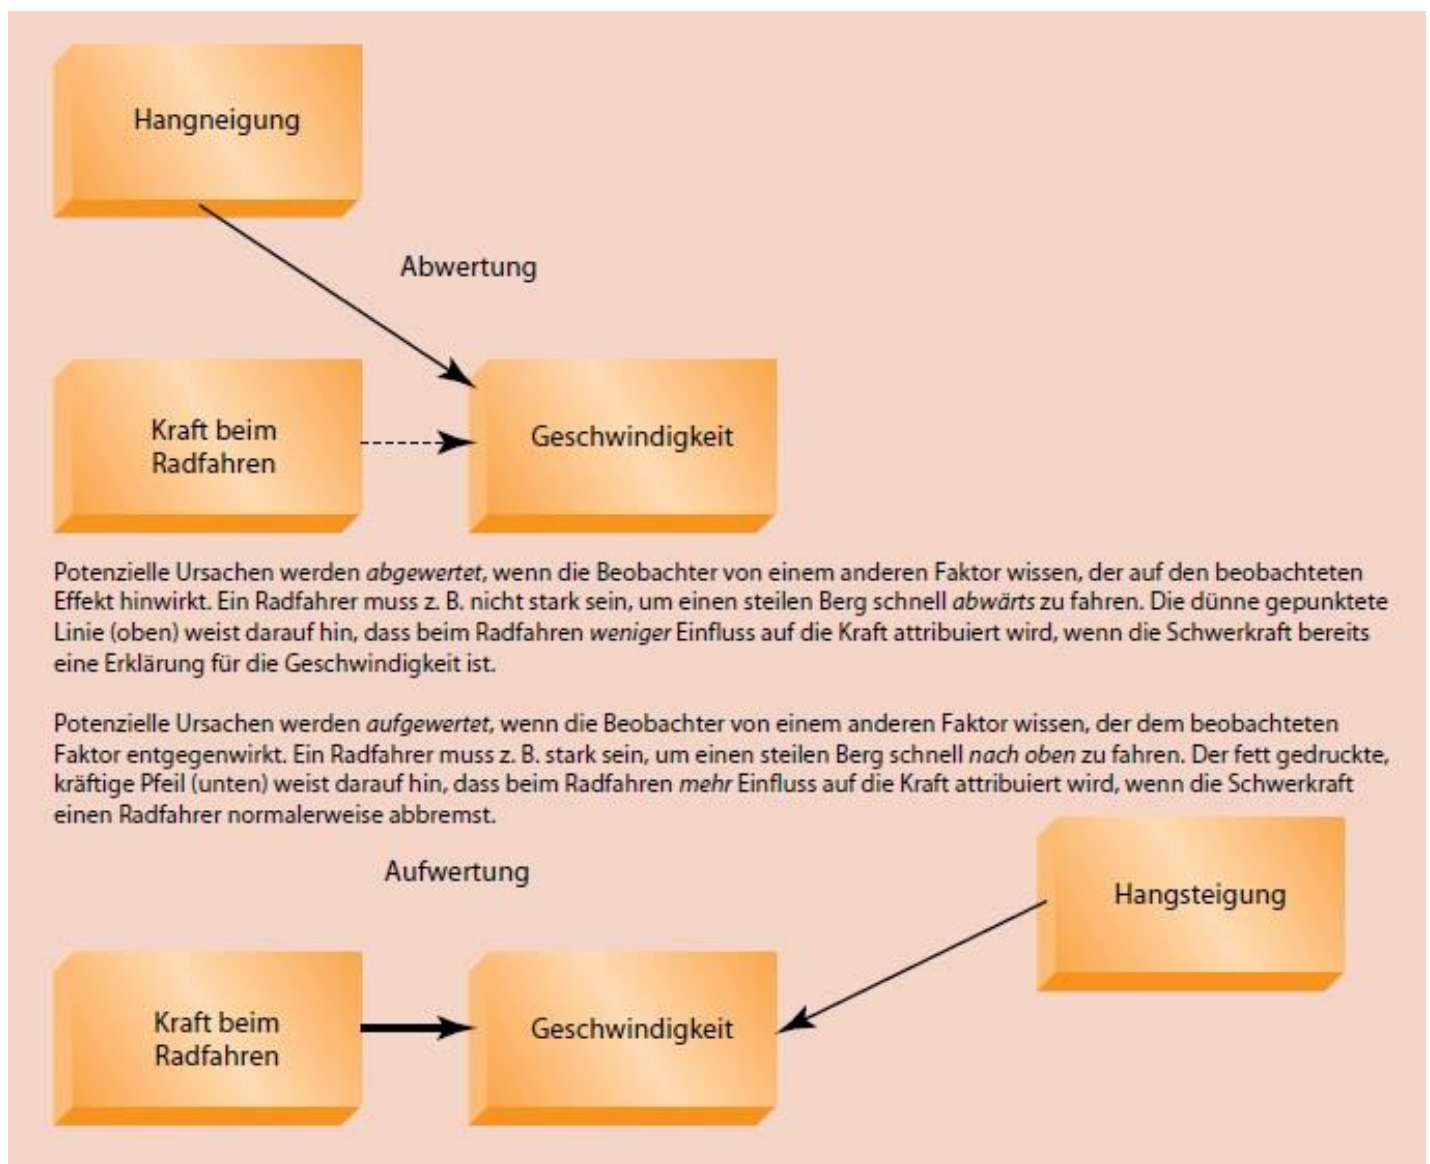 Hangneigung
Abwertung
Kraft beim
Radfahren
Geschwindigkeit
Potenzielle Ursachen werden abgewertet, wenn die Beobachter von einem anderen Faktor wissen, der auf den beobachteten
Effekt hinwirkt. Ein Radfahrer muss z. B. nicht stark sein, um einen steilen Berg schnell abwärts zu fahren. Die dünne gepunktete
Linie (oben) weist darauf hin, dass beim Radfahren weniger Einfluss auf die Kraft attribuiert wird, wenn die Schwerkraft bereits
eine Erklärung für die Geschwindigkeit ist.
Potenzielle Ursachen werden aufgewertet, wenn die Beobachter von einem anderen Faktor wissen, der dem beobachteten
Faktor entgegenwirkt. Ein Radfahrer muss z. B. stark sein, um einen steilen Berg schnell nach oben zu fahren. Der fett gedruckte,
kräftige Pfeil (unten) weist darauf hin, dass beim Radfahren mehr Einfluss auf die Kraft attribuiert wird, wenn die Schwerkraft
einen Radfahrer normalerweise abbremst.
Aufwertung
Hangsteigung
Kraft beim
Radfahren
Geschwindigkeit